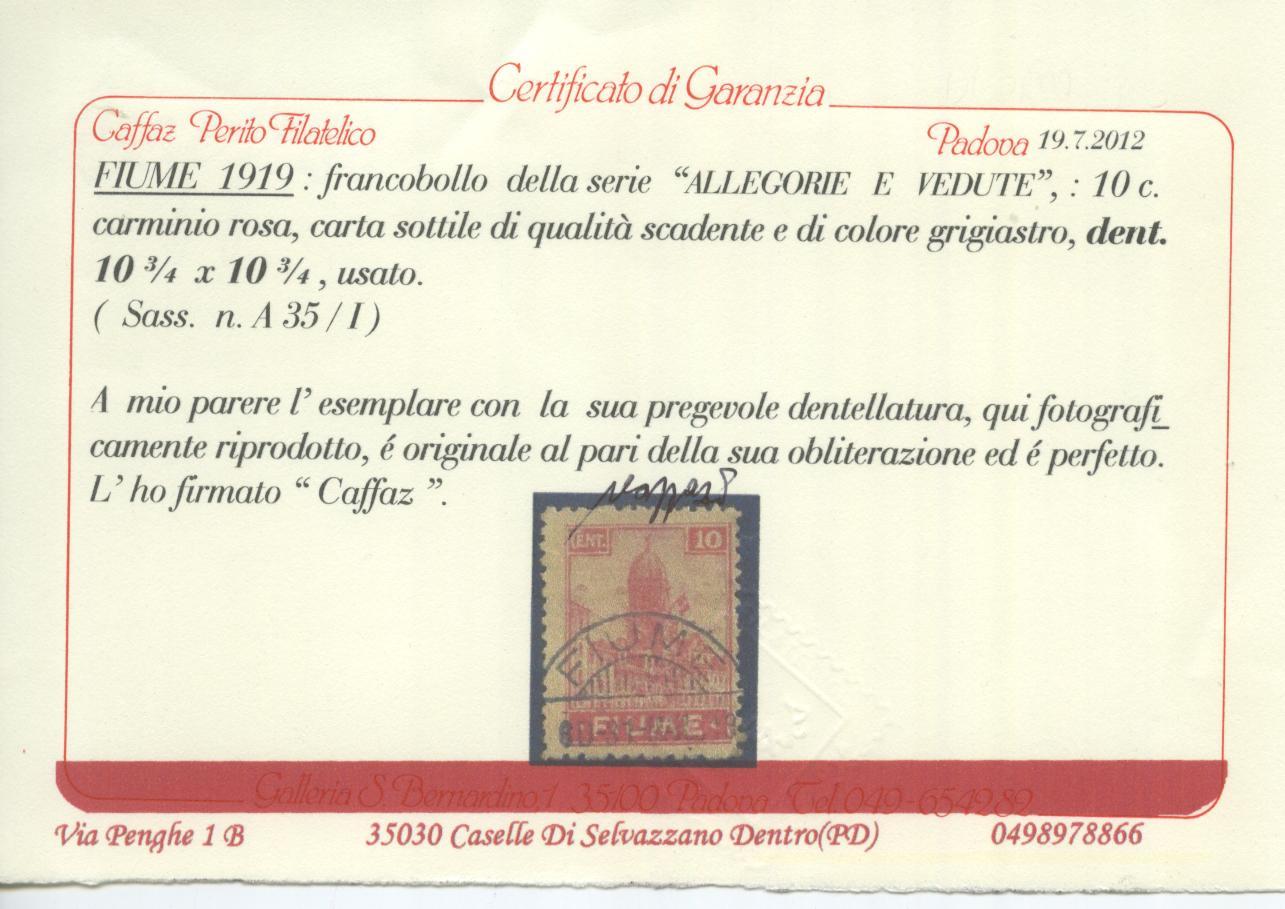 Certificato di Garanzia
Caffaz Perito Filatelico
Padova 19.7.2012
FIUME 1919 : francobollo della serie “ALLEGORIE E VEDUTE”, : 10 c.
carminio rosa, carta sottile di qualità scadente e di colore grigiastro, dent.
10 ¾ x 10 ¾ , usato.
( Sass. n. A 35 / I )
A mio parere l’ esemplare con la sua pregevole dentellatura, qui fotografi_
camente riprodotto, é originale al pari della sua obliterazione ed é perfetto.
L’ ho firmato “ Caffaz ”.
CENT. 10
FIUME
FIUME
Galleria S. Bernardino,1 35100 Padova Tel.049-654282
Via Penghe 1 B 35030 Caselle Di Selvazzano Dentro(PD) 0498978866